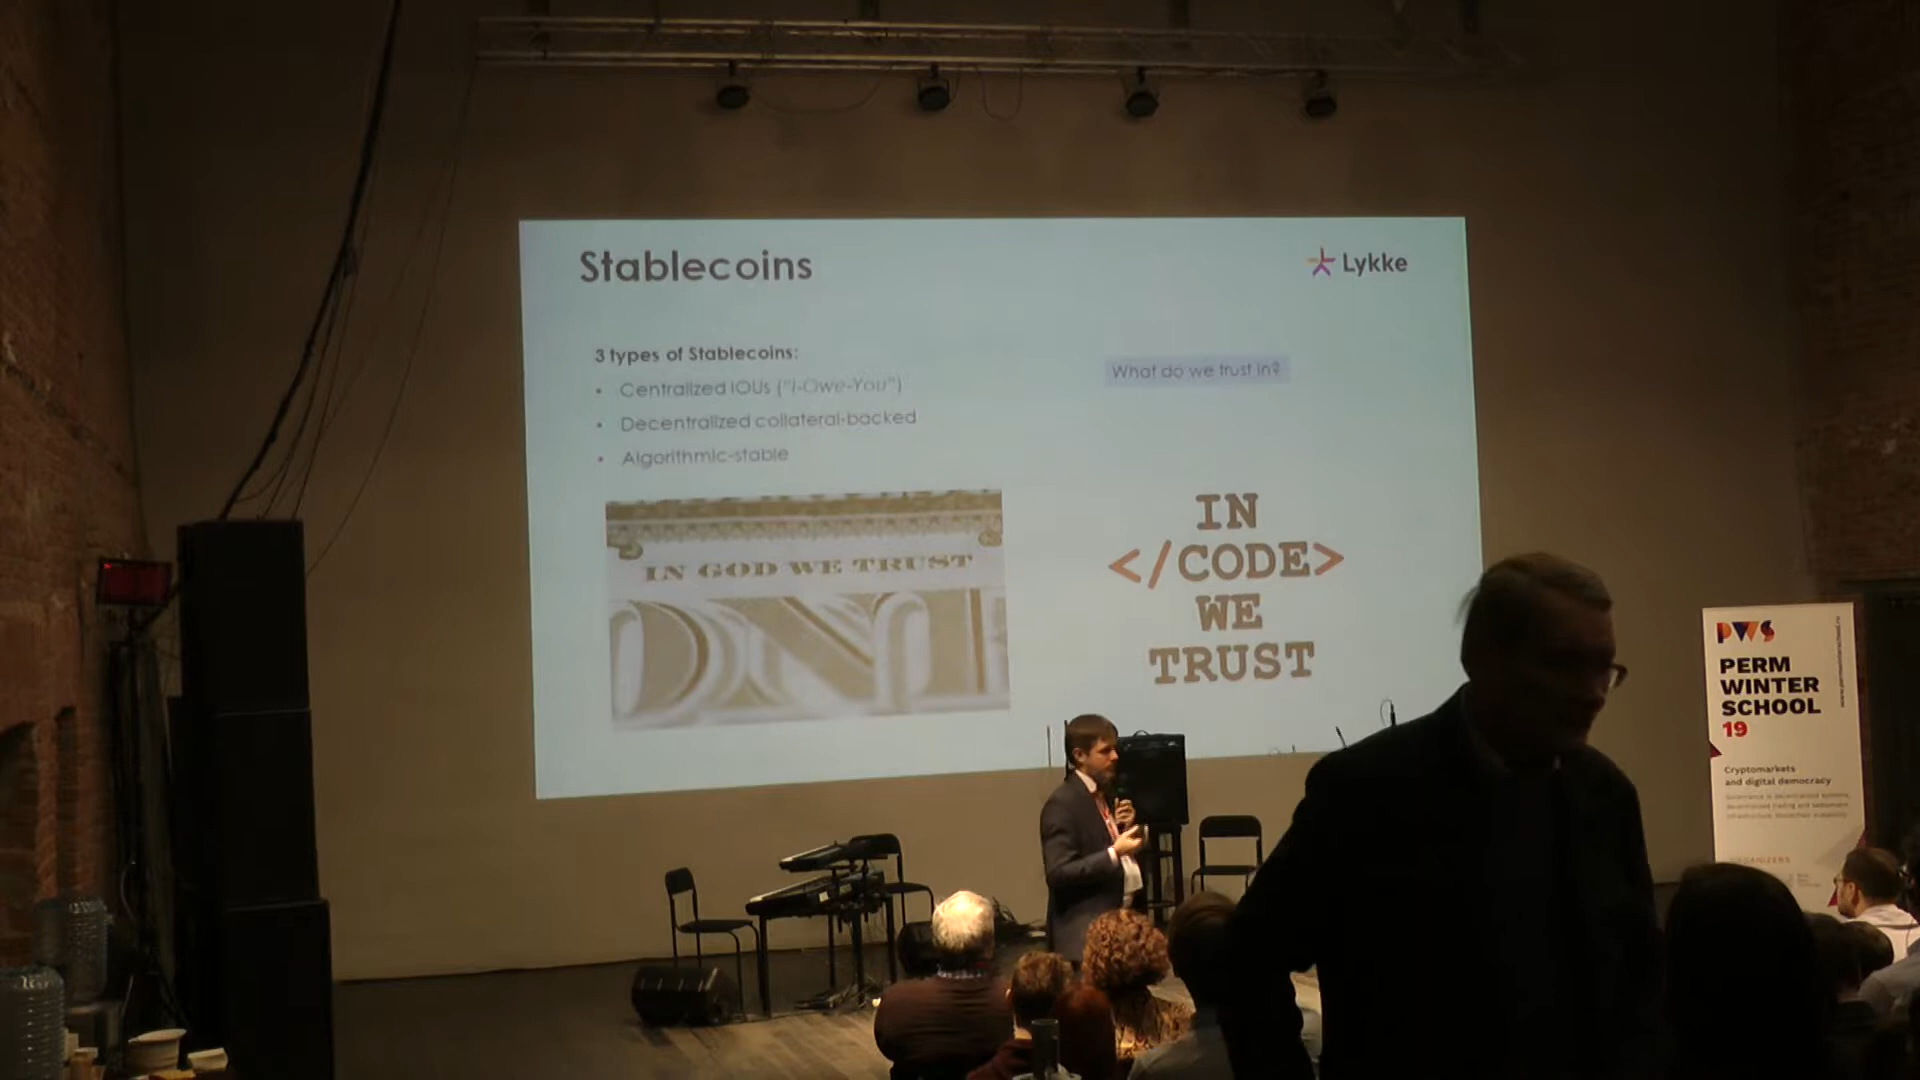 Stablecoins
Lykke
3 types of Stablecoins:
• Centralized IOUs ("I-Owe-You")
• Decentralized collateral-backed
• Algorithmic-stable
What do we trust in?
IN GOD WE TRUST
IN
</CODE>
WE
TRUST
PWS
PERM
WINTER
SCHOOL
19
Cryptomarkets
and digital democracy
ORGANIZERS